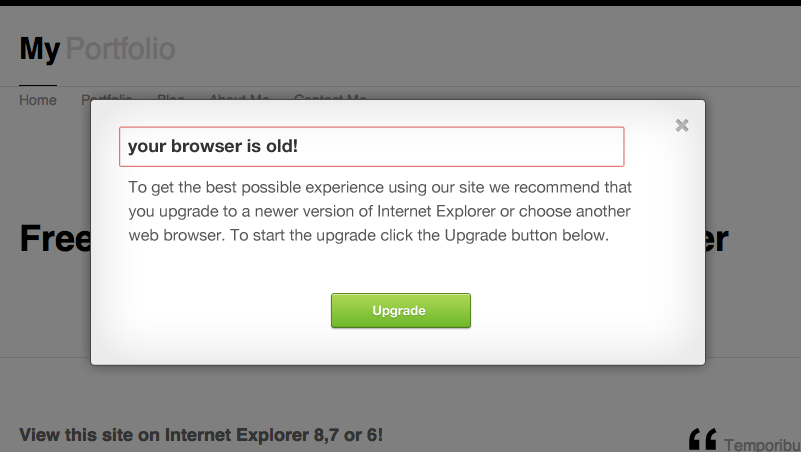 My Portfolio
Home Portfolio Blog About Me Contact Me
your browser is old!
To get the best possible experience using our site we recommend that
you upgrade to a newer version of Internet Explorer or choose another
web browser. To start the upgrade click the Upgrade button below.
Free
er
Upgrade
View this site on Internet Explorer 8,7 or 6!
“ Temporibu